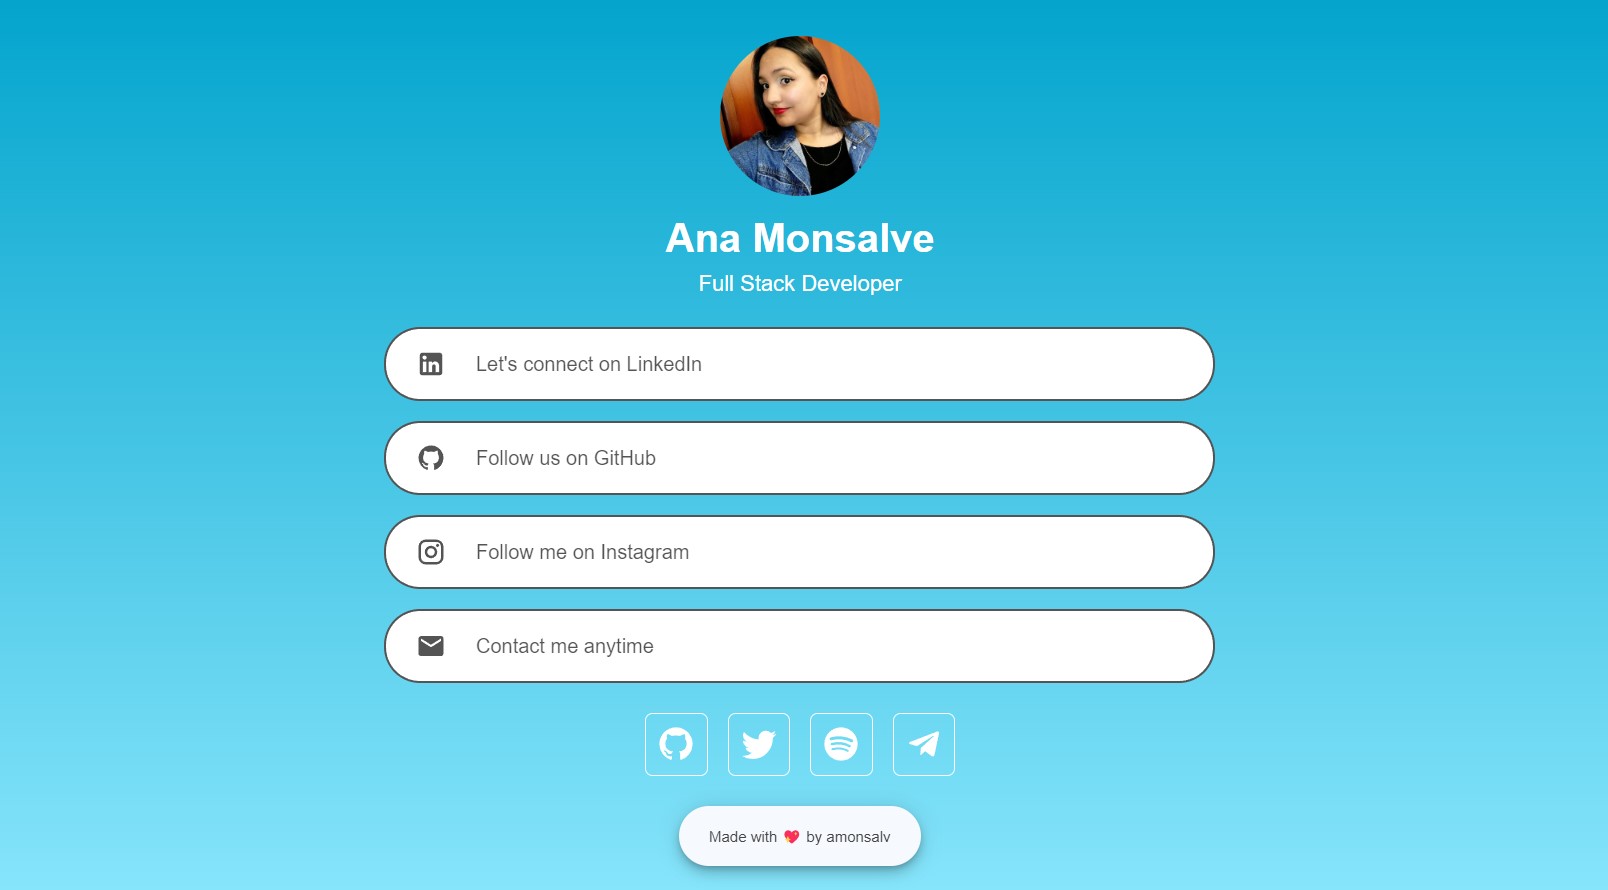 Ana Monsalve
Full Stack Developer
Let's connect on LinkedIn
Follow us on GitHub
Follow me on Instagram
Contact me anytime
Made with 💖 by amonsalv